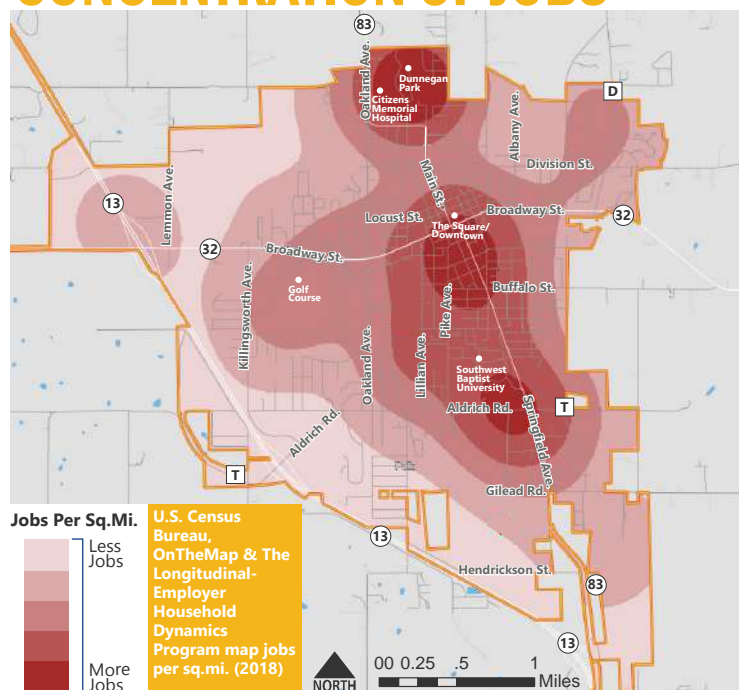 CONCENTRATION OF JOBS
83
Oakland Ave.
Dunnegan
Park
Citizens
Memorial
Hospital
Albany Ave.
D
Division St.
Main St.
Lemmon Ave.
13
Locust St.
Broadway St.
32
The Square/
Downtown
32
Broadway St.
Killingsworth Ave.
Golf
Course
Buffalo St.
Pike Ave.
Oakland Ave.
Lillian Ave.
Southwest
Baptist
University
Aldrich Rd.
Springfield Ave.
T
Aldrich Rd.
T
Gilead Rd.
13
Hendrickson St.
83
13
Jobs Per Sq.Mi.
Less
Jobs
More
Jobs
U.S. Census
Bureau,
OnTheMap & The
Longitudinal-
Employer
Household
Dynamics
Program map jobs
per sq.mi. (2018)
NORTH
00 0.25 .5 1
Miles